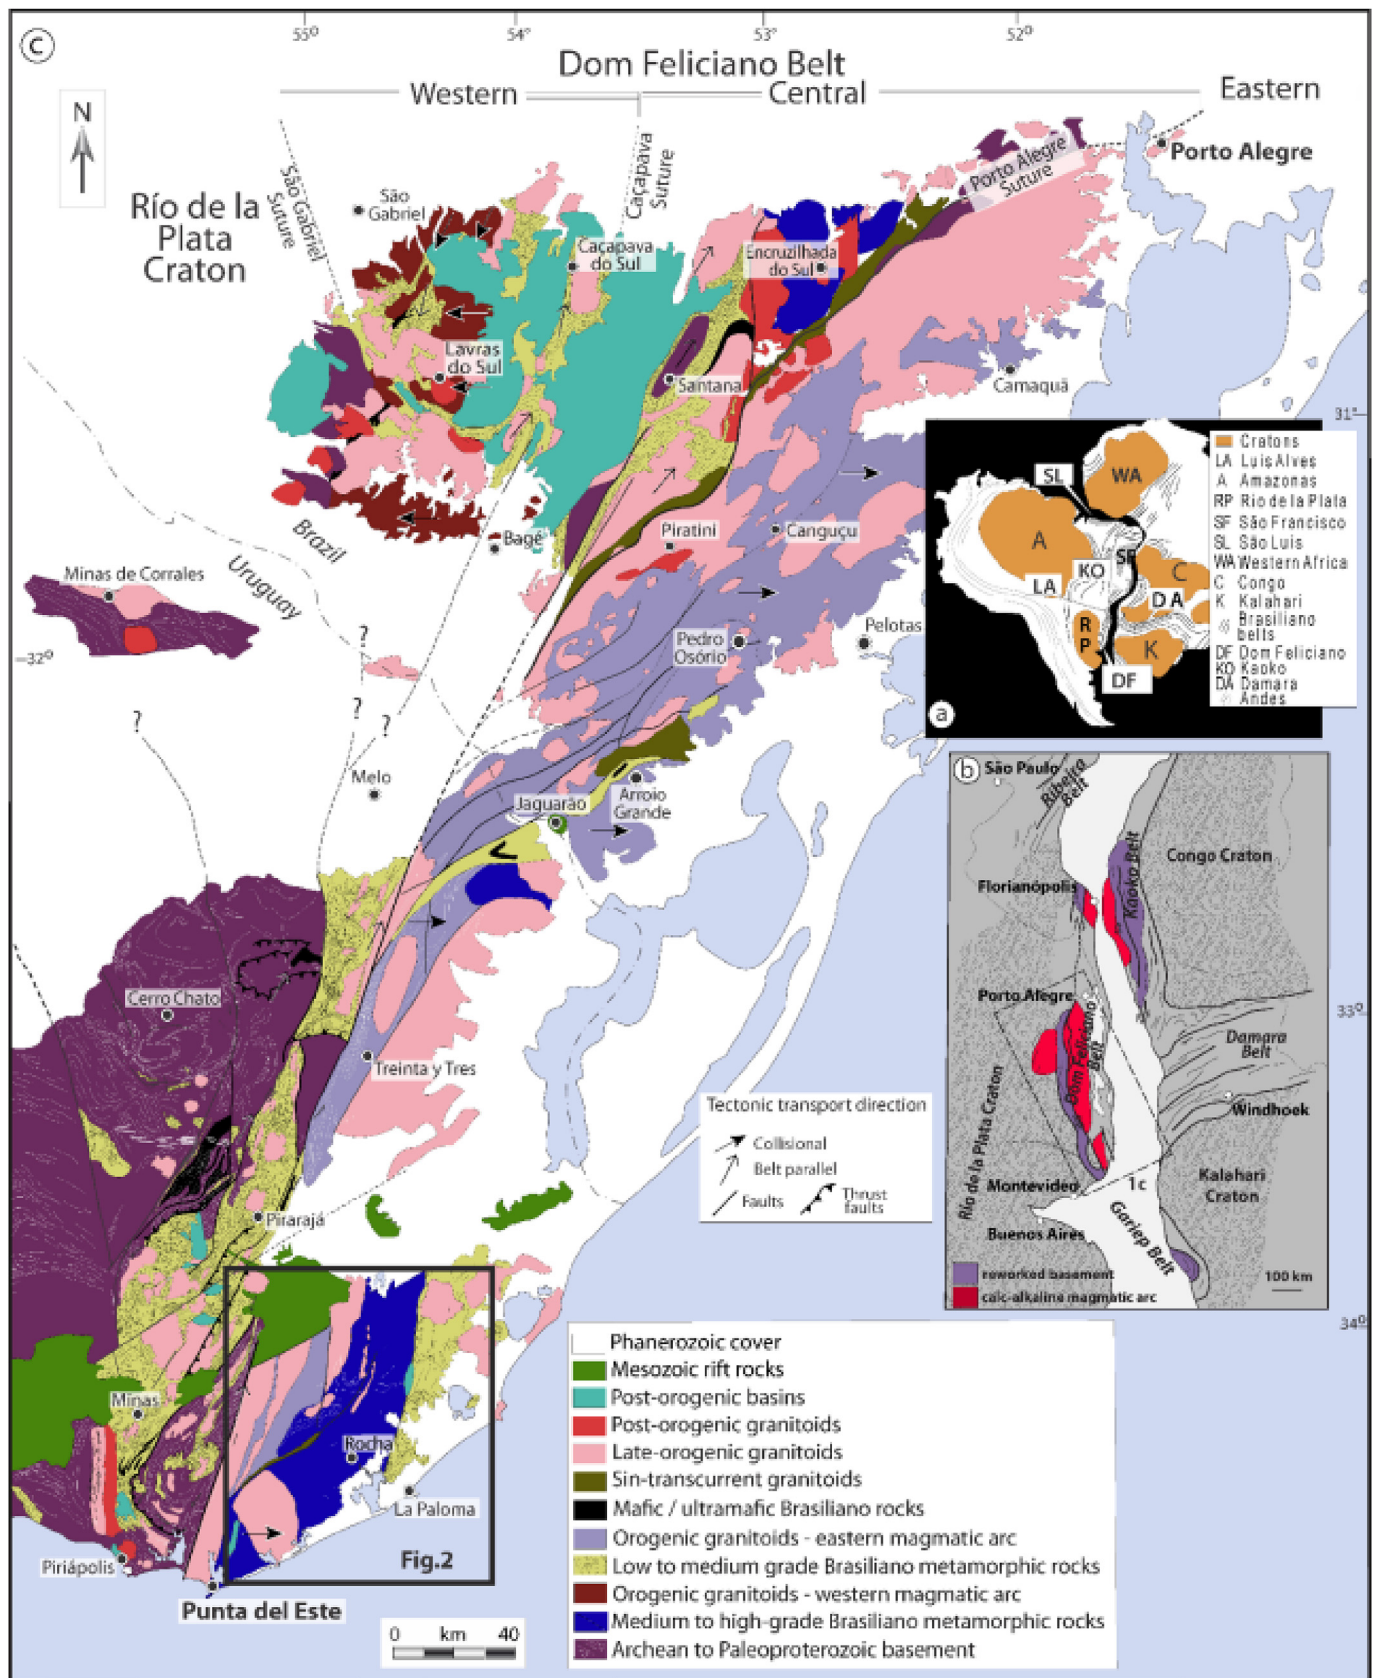 c
55º 54º 53º 52º
Dom Feliciano Belt
Western Central Eastern
N
Río de la
Plata
Craton
São Gabriel
Suture
Caçapava
Suture
Porto Alegre
Suture
Porto Alegre
São
Gabriel
Caçapava
do Sul
Encruzilhada
do Sul
Lavras
do Sul
Santana
Camaquã
31º
Bagé
Piratini
Canguçu
Brazil
Uruguay
Minas de Corrales
32º
Pedro
Osório
Pelotas
?
?
?
?
Melo
Jaguarão
Arroio
Grande
Cerro Chato
33º
Treinta y Tres
Pirarajá
34º
Minas
Rocha
La Paloma
Fig.2
Piriápolis
Punta del Este
0 km 40
Tectonic transport direction
Collisional
Belt parallel
Faults
Thrust
faults
a
SL
WA
A
KO
SF
C
LA
DA
R
P
K
DF
Cratons
LA Luis Alves
A Amazonas
RP Rio de la Plata
SF São Francisco
SL São Luis
WA Western Africa
C Congo
K Kalahari
Brasiliano
belts
DF Dom Feliciano
KO Kaoko
DA Damara
Andes
b
São Paulo
Ribeira
Belt
Kaoko Belt
Congo Craton
Florianópolis
Porto Alegre
Dom Feliciano
Belt
Damara
Belt
Windhoek
Río de la Plata Craton
Montevideo
1c
Kalahari
Craton
Buenos Aires
Gariep Belt
reworked basement
100 km
calc-alkaline magmatic arc
Phanerozoic cover
Mesozoic rift rocks
Post-orogenic basins
Post-orogenic granitoids
Late-orogenic granitoids
Sin-transcurrent granitoids
Mafic / ultramafic Brasiliano rocks
Orogenic granitoids - eastern magmatic arc
Low to medium grade Brasiliano metamorphic rocks
Orogenic granitoids - western magmatic arc
Medium to high-grade Brasiliano metamorphic rocks
Archean to Paleoproterozoic basement